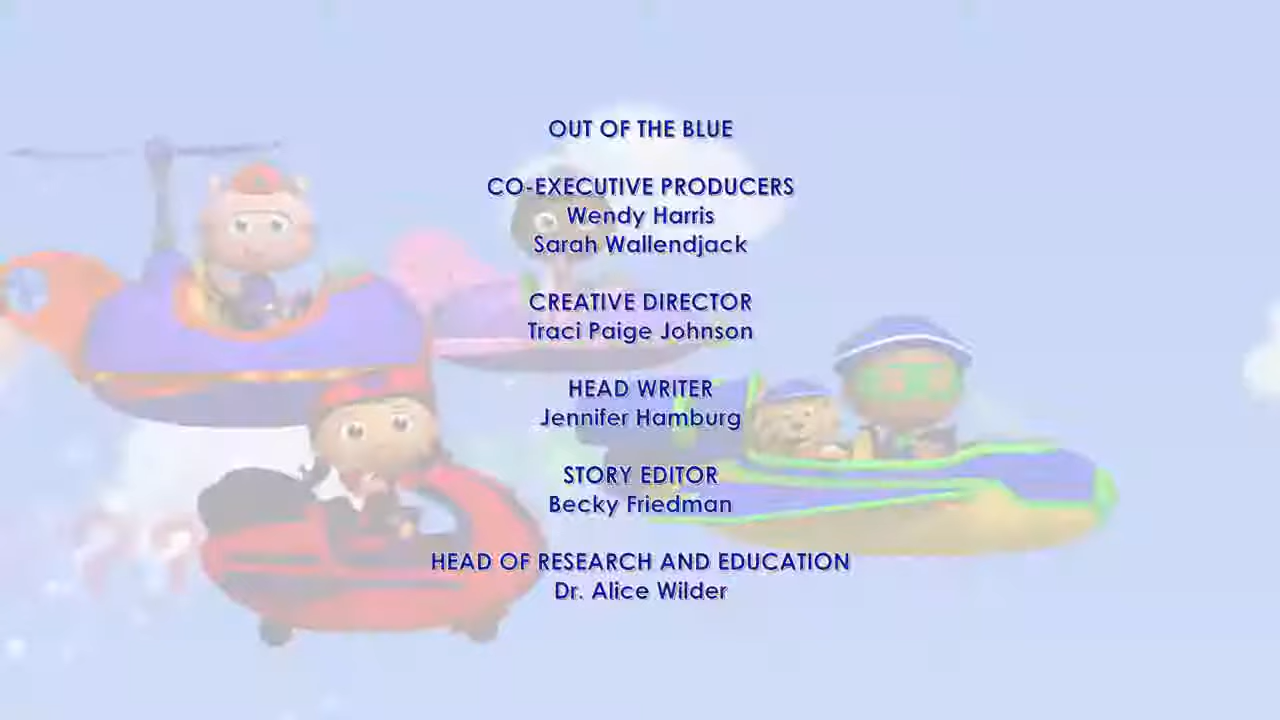 OUT OF THE BLUE
CO-EXECUTIVE PRODUCERS
Wendy Harris
Sarah Wallendjack
CREATIVE DIRECTOR
Traci Paige Johnson
HEAD WRITER
Jennifer Hamburg
STORY EDITOR
Becky Friedman
HEAD OF RESEARCH AND EDUCATION
Dr. Alice Wilder